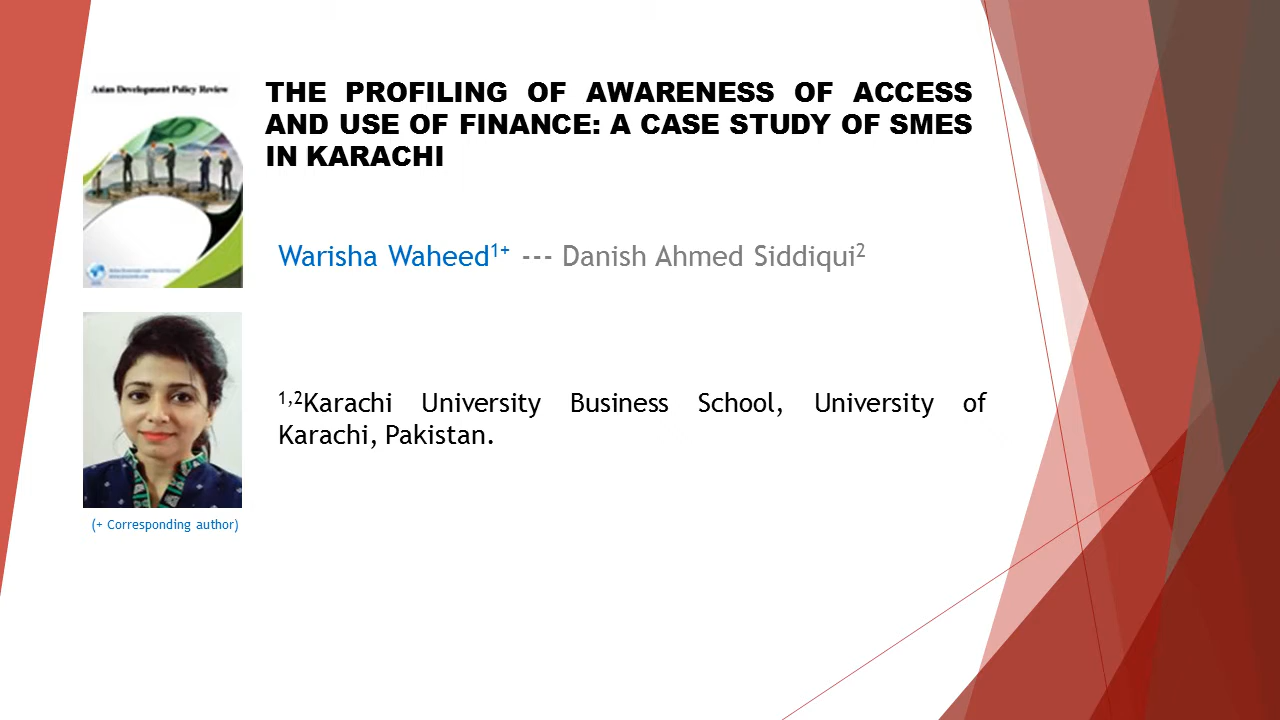 Asian Development Policy Review
THE PROFILING OF AWARENESS OF ACCESS
AND USE OF FINANCE: A CASE STUDY OF SMES
IN KARACHI
Warisha Waheed1+ --- Danish Ahmed Siddiqui2
1,2Karachi University Business School, University of
Karachi, Pakistan.
(+ Corresponding author)